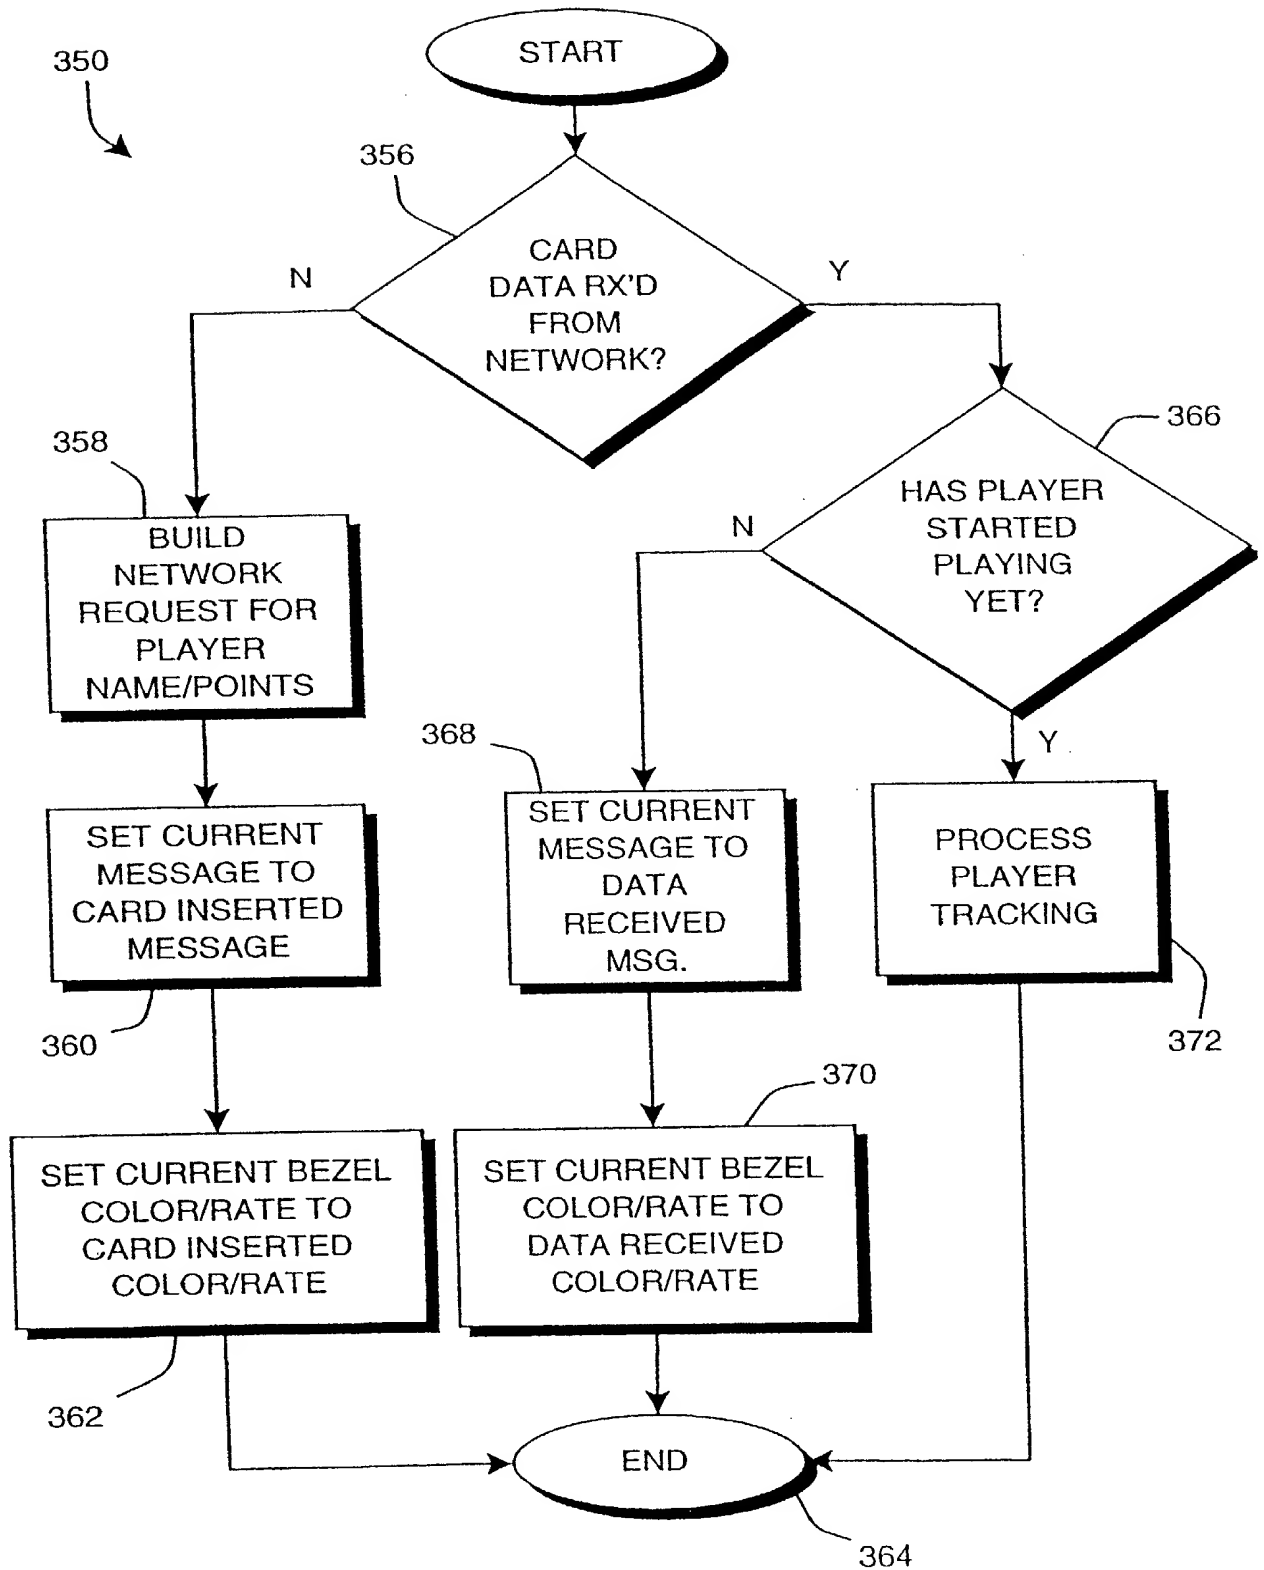 START
350
356
CARD
DATA RX'D
FROM
NETWORK?
N
Y
358
BUILD
NETWORK
REQUEST FOR
PLAYER
NAME/POINTS
366
HAS PLAYER
STARTED
PLAYING
YET?
N
Y
SET CURRENT
MESSAGE TO
CARD INSERTED
MESSAGE
360
368
SET CURRENT
MESSAGE TO
DATA
RECEIVED
MSG.
PROCESS
PLAYER
TRACKING
372
SET CURRENT BEZEL
COLOR/RATE TO
CARD INSERTED
COLOR/RATE
362
370
SET CURRENT BEZEL
COLOR/RATE TO
DATA RECEIVED
COLOR/RATE
END
364